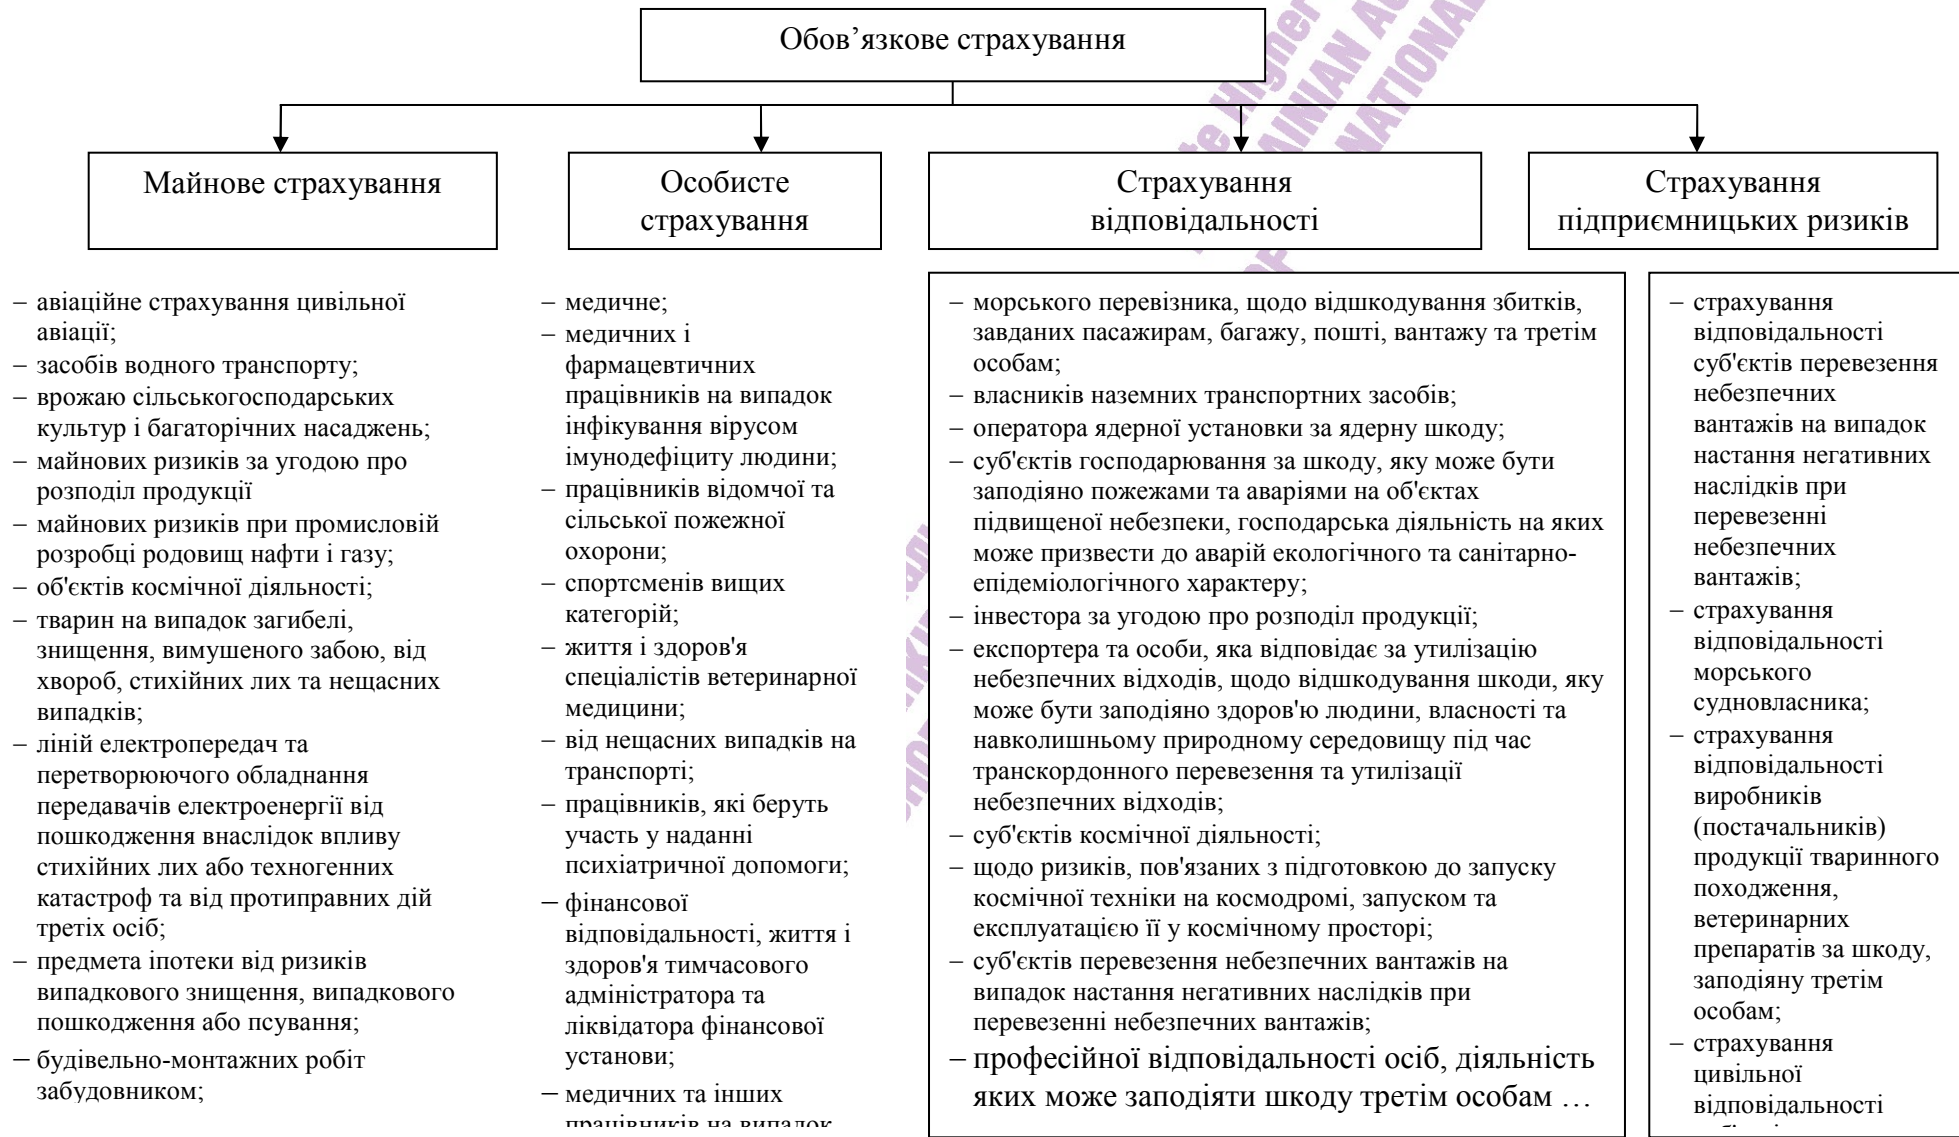 Обов’язкове страхування
Майнове страхування
Особисте
страхування
Страхування
відповідальності
Страхування
підприємницьких ризиків
– авіаційне страхування цивільної
авіації;
– засобів водного транспорту;
– врожаю сільськогосподарських
культур і багаторічних насаджень;
– майнових ризиків за угодою про
розподіл продукції
– майнових ризиків при промисловій
розробці родовищ нафти і газу;
– об'єктів космічної діяльності;
– тварин на випадок загибелі,
знищення, вимушеного забою, від
хвороб, стихійних лих та нещасних
випадків;
– ліній електропередач та
перетворюючого обладнання
передавачів електроенергії від
пошкодження внаслідок впливу
стихійних лих або техногенних
катастроф та від протиправних дій
третіх осіб;
– предмета іпотеки від ризиків
випадкового знищення, випадкового
пошкодження або псування;
– будівельно-монтажних робіт
забудовником;
– медичне;
– медичних і
фармацевтичних
працівників на випадок
інфікування вірусом
імунодефіциту людини;
– працівників відомчої та
сільської пожежної
охорони;
– спортсменів вищих
категорій;
– життя і здоров'я
спеціалістів ветеринарної
медицини;
– від нещасних випадків на
транспорті;
– працівників, які беруть
участь у наданні
психіатричної допомоги;
– фінансової
відповідальності, життя і
здоров'я тимчасового
адміністратора та
ліквідатора фінансової
установи;
– медичних та інших
працівників на випадок
– морського перевізника, щодо відшкодування збитків,
завданих пасажирам, багажу, пошті, вантажу та третім
особам;
– власників наземних транспортних засобів;
– оператора ядерної установки за ядерну шкоду;
– суб'єктів господарювання за шкоду, яку може бути
заподіяно пожежами та аваріями на об'єктах
підвищеної небезпеки, господарська діяльність на яких
може призвести до аварій екологічного та санітарно-
епідеміологічного характеру;
– інвестора за угодою про розподіл продукції;
– експортера та особи, яка відповідає за утилізацію
небезпечних відходів, щодо відшкодування шкоди, яку
може бути заподіяно здоров'ю людини, власності та
навколишньому природному середовищу під час
транскордонного перевезення та утилізації
небезпечних відходів;
– суб'єктів космічної діяльності;
– щодо ризиків, пов'язаних з підготовкою до запуску
космічної техніки на космодромі, запуском та
експлуатацією її у космічному просторі;
– суб'єктів перевезення небезпечних вантажів на
випадок настання негативних наслідків при
перевезенні небезпечних вантажів;
– професійної відповідальності осіб, діяльність
яких може заподіяти шкоду третім особам …
– страхування
відповідальності
суб'єктів перевезення
небезпечних
вантажів на випадок
настання негативних
наслідків при
перевезенні
небезпечних
вантажів;
– страхування
відповідальності
морського
судновласника;
– страхування
відповідальності
виробників
(постачальників)
продукції тваринного
походження,
ветеринарних
препаратів за шкоду,
заподіяну третім
особам;
– страхування
цивільної
відповідальності